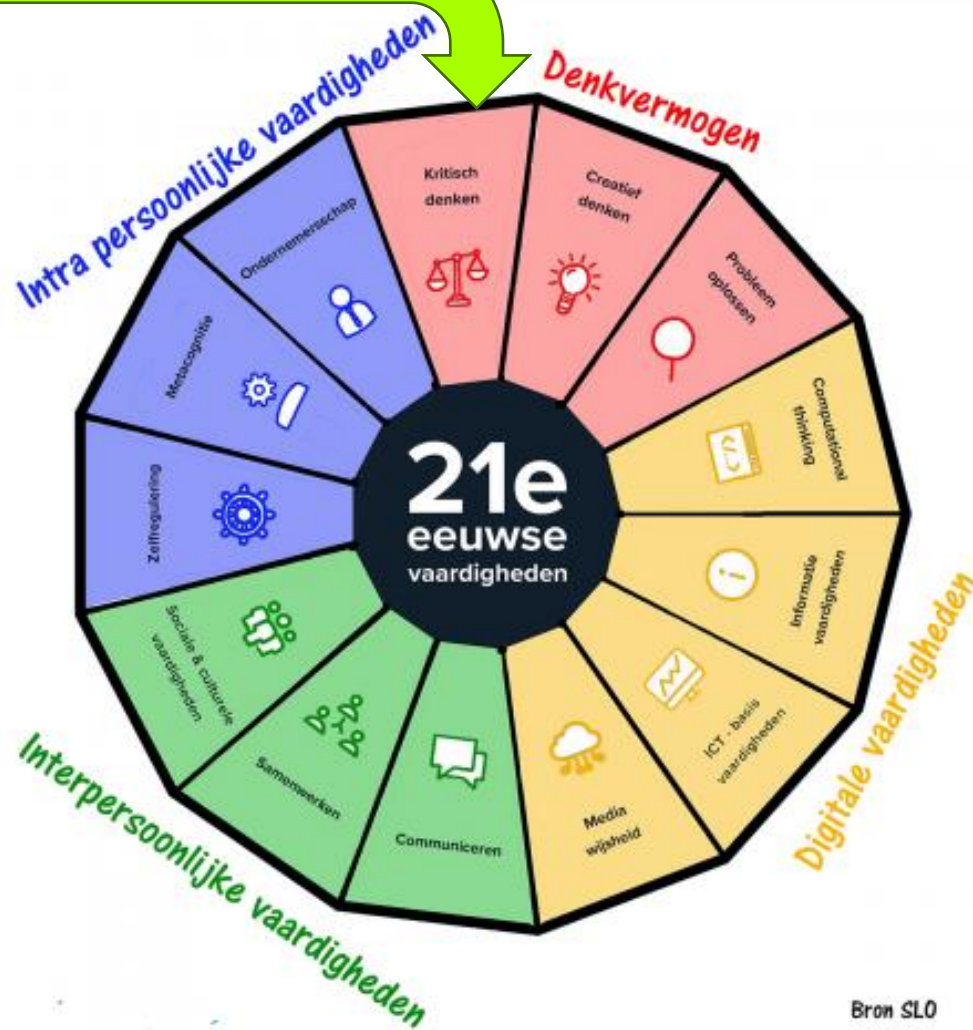 Intra persoonlijke vaardigheden
Denkvermogen
Kritisch
denken
Creatief
denken
Probleem
oplossen
Computational
thinking
Informatie
vaardigheden
ICT - basis
vaardigheden
Media
wijsheid
Communiceren
Samenwerken
Sociale & culturele
vaardigheden
Zelfregulering
Metacognitie
Ondernemersschap
21e
eeuwse
vaardigheden
Digitale vaardigheden
Interpersoonlijke vaardigheden
Bron SLO